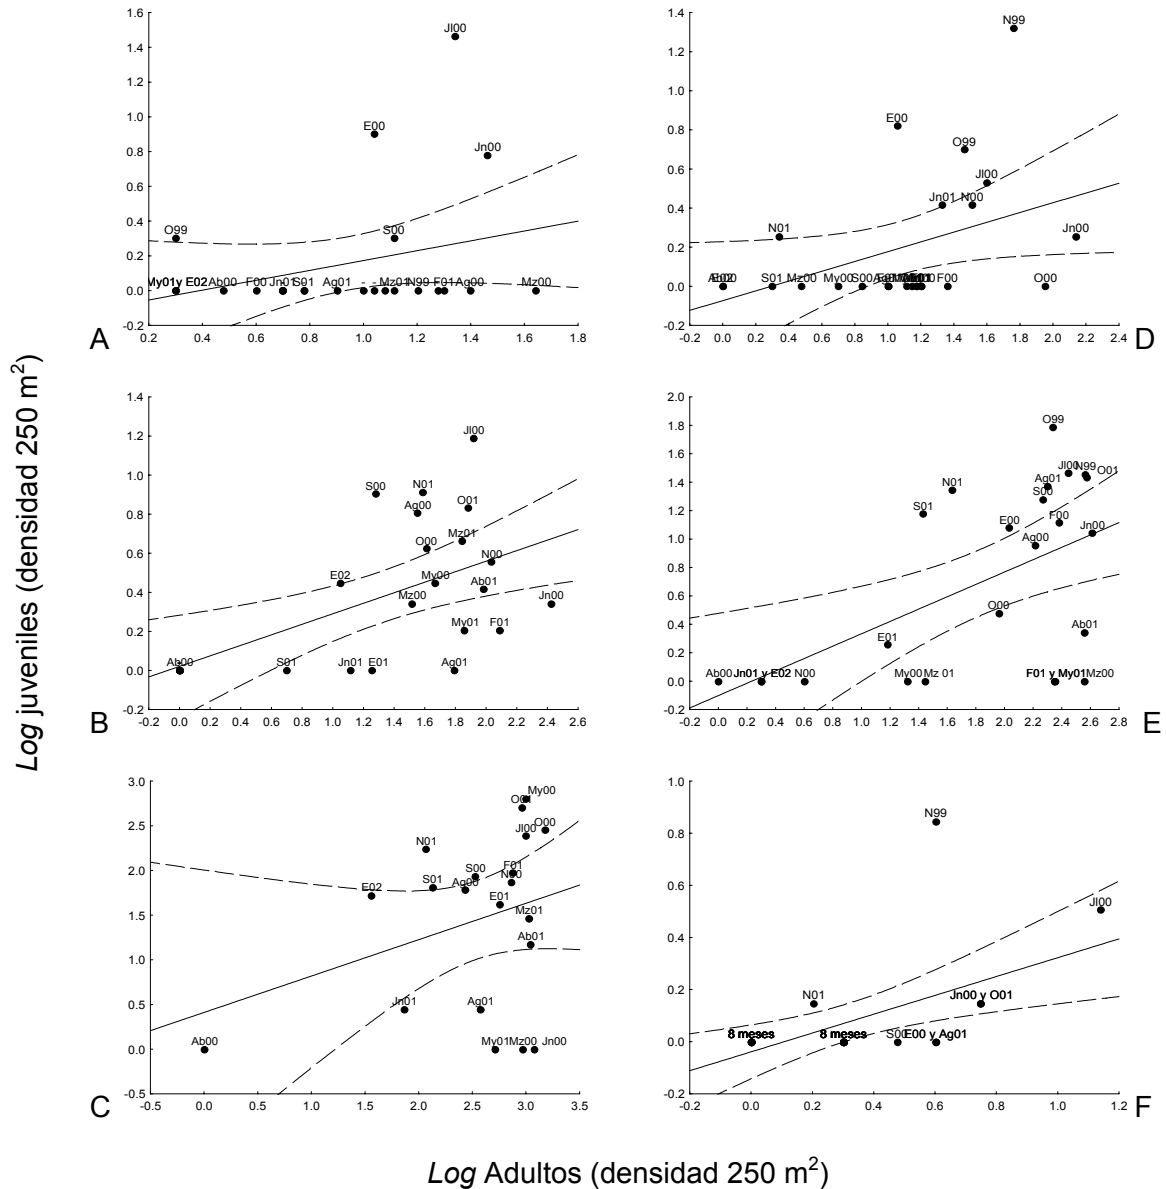 Log juveniles (densidad 250 m²)
1.6
1.4
1.2
1.0
0.8
0.6
0.4
0.2
0.0
-0.2
Jl00
E00
Jn00
O99
S00
My01y E02
Ab00
F00
Jn01
S01
Ag01
Mz01
N99
F01
Ag00
Mz00
0.2 0.4 0.6 0.8 1.0 1.2 1.4 1.6 1.8
A
1.4
1.2
1.0
0.8
0.6
0.4
0.2
0.0
-0.2
N99
E00
O99
Jl00
Jn01
N00
N01
Jn00
E02
S01
Mz00
My00
S00
F00
O00
-0.2 0.0 0.2 0.4 0.6 0.8 1.0 1.2 1.4 1.6 1.8 2.0 2.2 2.4
D
1.4
1.2
1.0
0.8
0.6
0.4
0.2
0.0
-0.2
Jl00
S00
N01
Ag00
O01
Mz01
O00
N00
E02
My00
Ab01
Mz00
Jn00
My01
F01
Ab00
S01
Jn01
E01
Ag01
-0.2 0.0 0.2 0.4 0.6 0.8 1.0 1.2 1.4 1.6 1.8 2.0 2.2 2.4 2.6
B
2.0
1.8
1.6
1.4
1.2
1.0
0.8
0.6
0.4
0.2
0.0
-0.2
O99
Jl00
N99
O01
Ag01
N01
S00
S01
F00
E00
Jn00
Ag00
O00
Ab01
E01
Ab00
Jn01 y E02
N00
My00
Mz 01
F01 y My01
Mz00
-0.2 0.0 0.2 0.4 0.6 0.8 1.0 1.2 1.4 1.6 1.8 2.0 2.2 2.4 2.6 2.8
E
3.0
2.5
2.0
1.5
1.0
0.5
0.0
-0.5
My00
O01
O00
Jl00
N01
S00
F01
N00
S01
Ag00
E02
E01
Mz01
Ab01
Jn01
Ag01
Ab00
My01
Mz00
Jn00
-0.5 0.0 0.5 1.0 1.5 2.0 2.5 3.0 3.5
C
1.0
0.8
0.6
0.4
0.2
0.0
-0.2
N99
Jl00
N01
Jn00 y O01
8 meses
8 meses
S00
E00 y Ag01
-0.2 0.0 0.2 0.4 0.6 0.8 1.0 1.2
F
Log Adultos (densidad 250 m²)